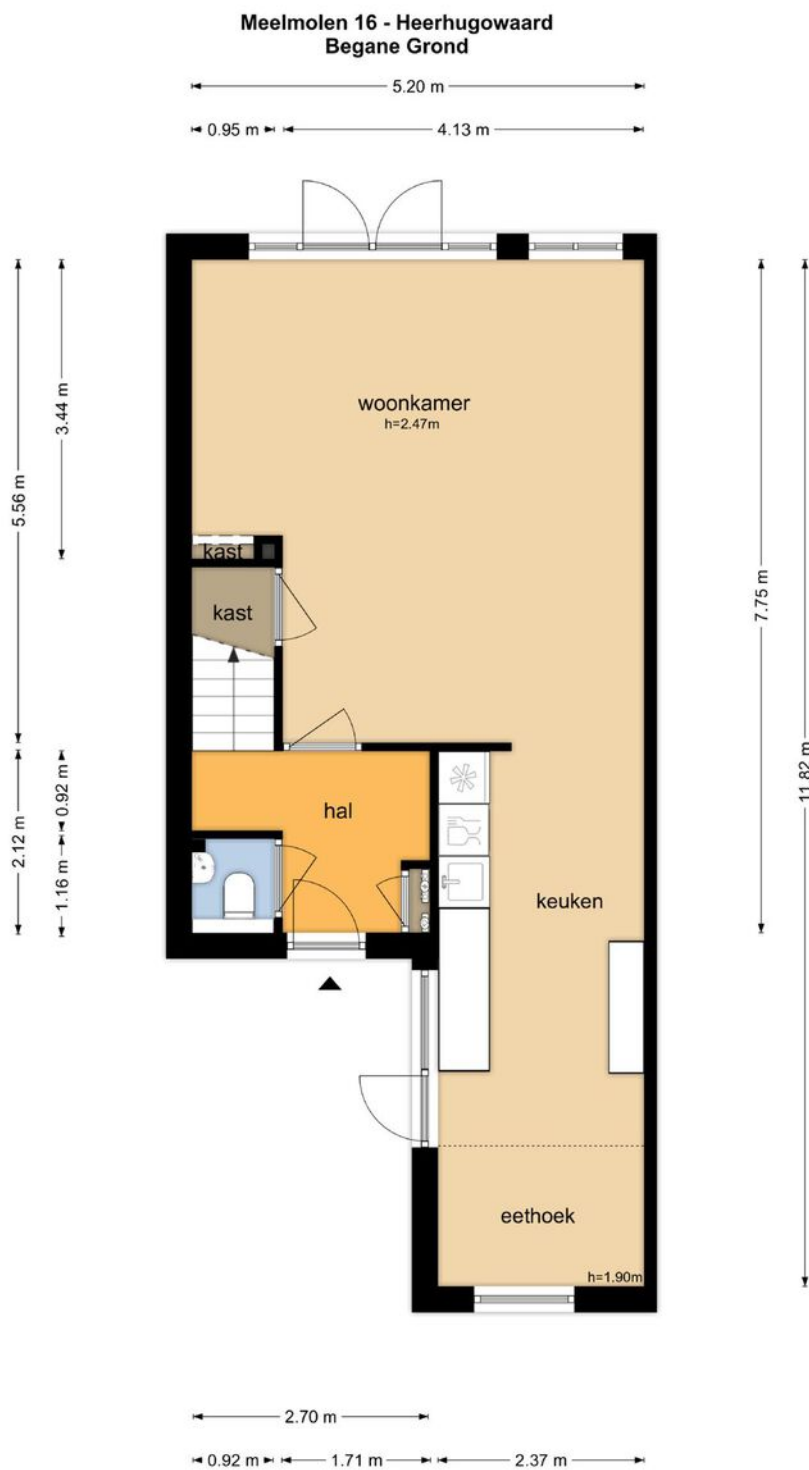 Meelmolen 16 - Heerhugowaard
Begane Grond
5.20 m
0.95 m
4.13 m
3.44 m
5.56 m
woonkamer
h=2.47m
kast
kast
7.75 m
11.82 m
0.92 m
2.12 m
1.16 m
hal
keuken
eethoek
h=1.90m
2.70 m
0.92 m
1.71 m
2.37 m